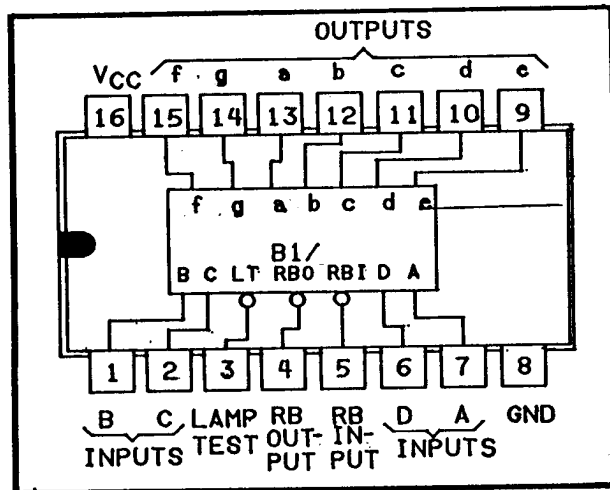 OUTPUTS
VCC f g a b c d e
16 15 14 13 12 11 10 9
f g a b c d e
B1/
B C LT RBO RBI D A
1 2 3 4 5 6 7 8
B C LAMP RB RB D A GND
TEST OUT- IN-
INPUTS PUT PUT INPUTS